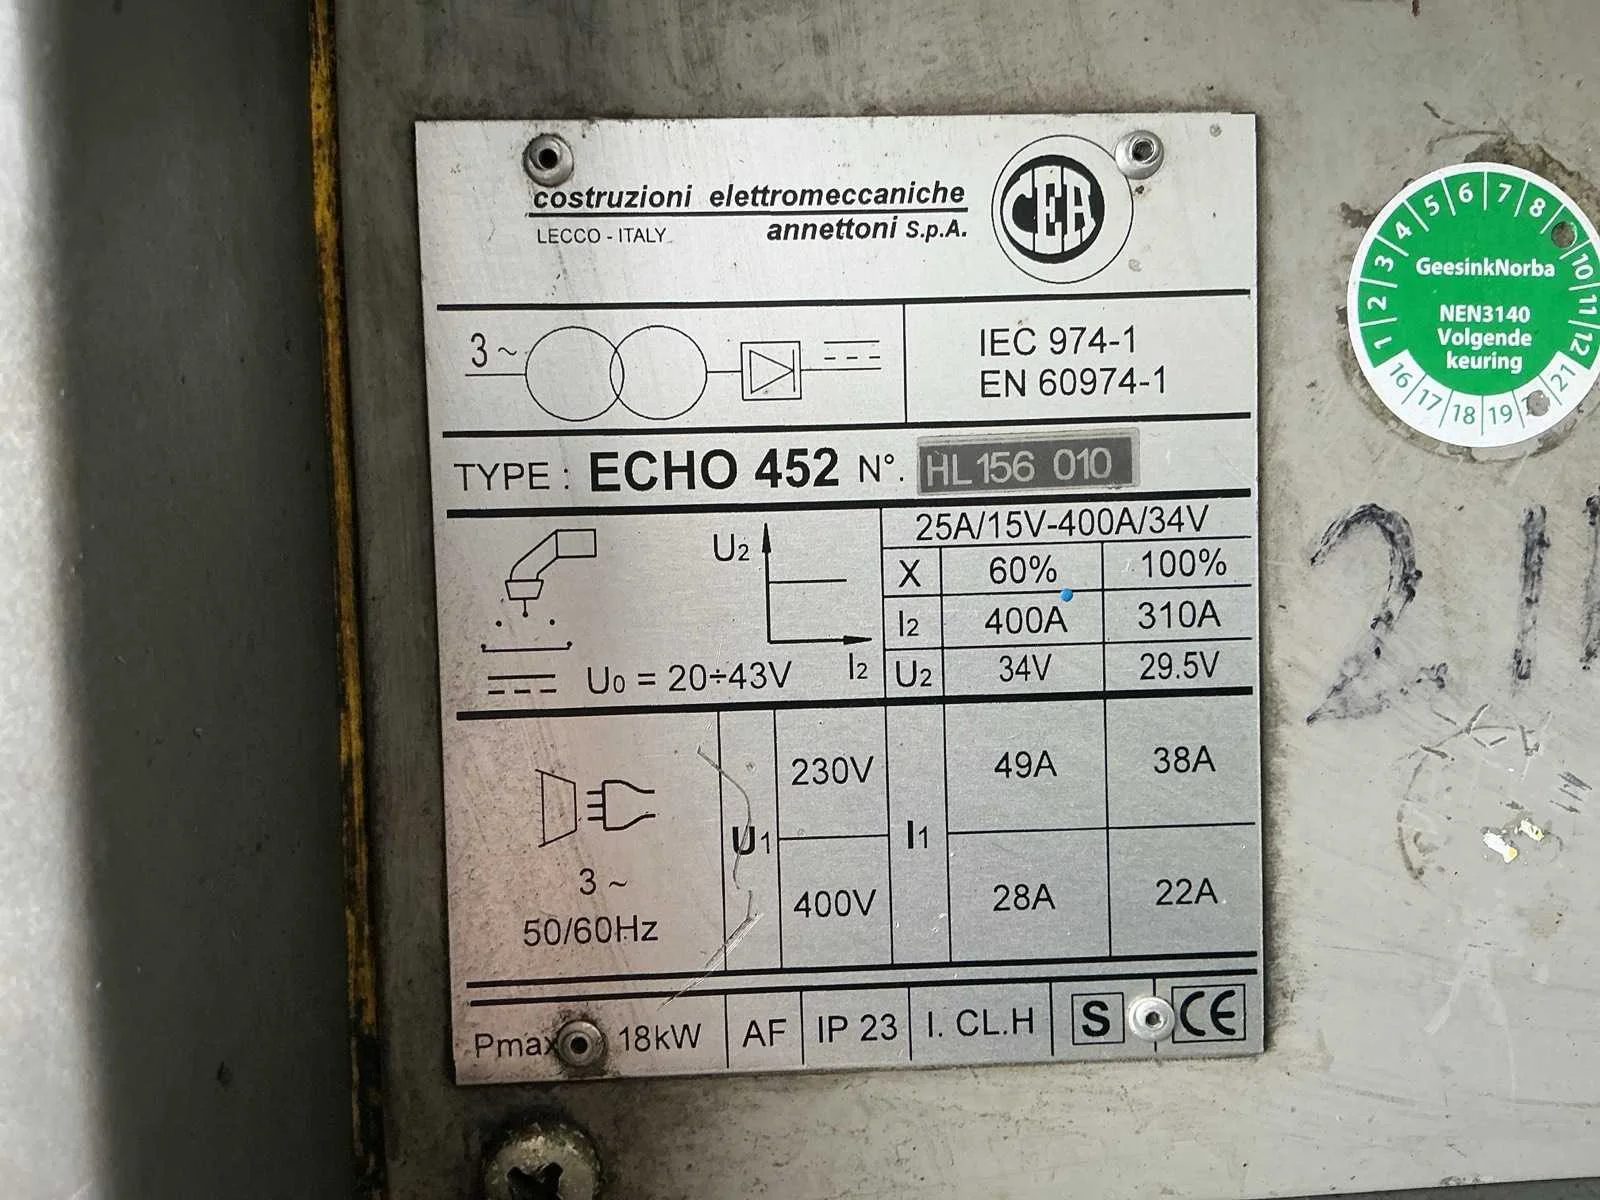 costruzioni elettromeccaniche
LECCO - ITALY annettoni S.p.A.
CEA
3 ~
IEC 974-1
EN 60974-1
TYPE : ECHO 452 N°. HL 156 010
25A/15V-400A/34V
U2
X 60% 100%
I2 400A 310A
U0 = 20÷43V I2
U2 34V 29.5V
U1 230V I1 49A 38A
400V 28A 22A
3 ~
50/60Hz
Pmax 18kW AF IP 23 I. CL.H S CE
1 2 3 4 5 6 7 8 10 11 12
GeesinkNorba
NEN3140
Volgende
keuring
16 17 18 19 21